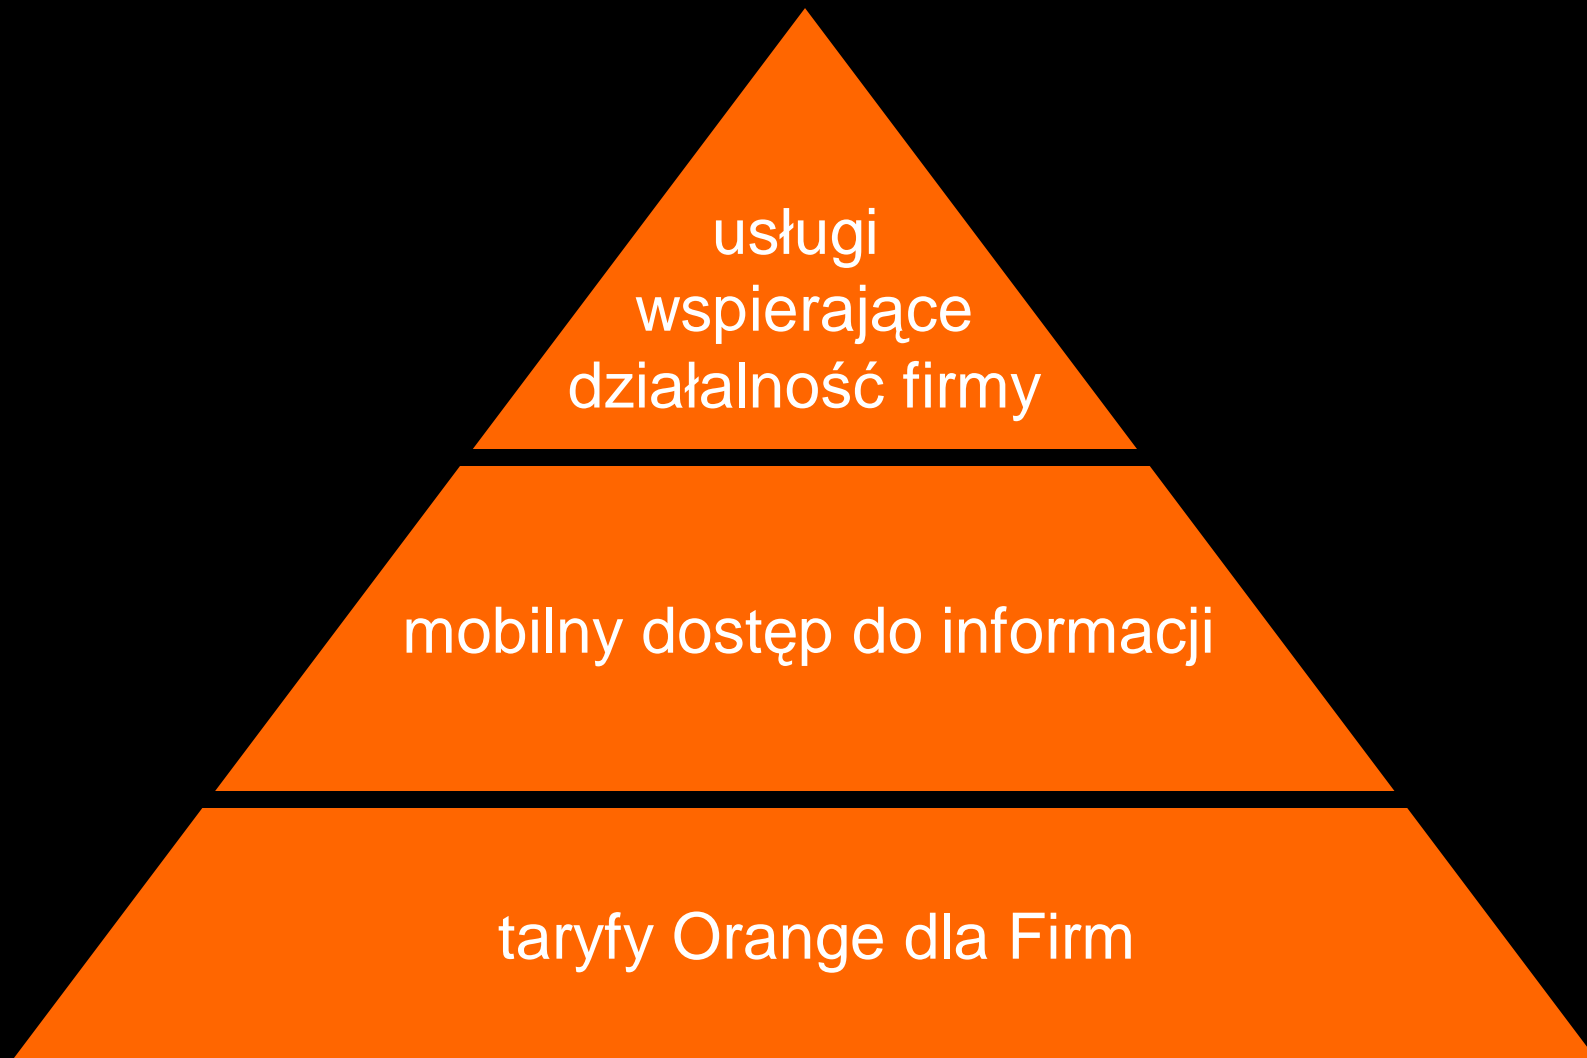 usługi
wspierające
działalność firmy
mobilny dostęp do informacji
taryfy Orange dla Firm